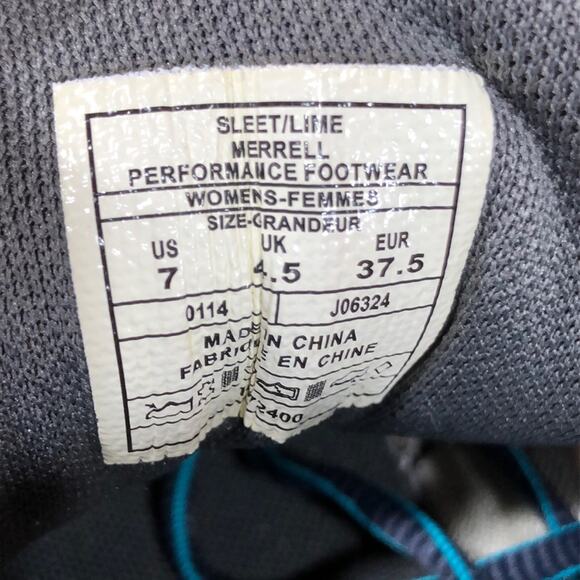 SLEET/LIME
MERRELL
PERFORMANCE FOOTWEAR
WOMENS-FEMMES
SIZE-GRANDEUR
US UK EUR
7 4.5 37.5
0114 J06324
MADE IN CHINA
FABRIQUE EN CHINE
2400